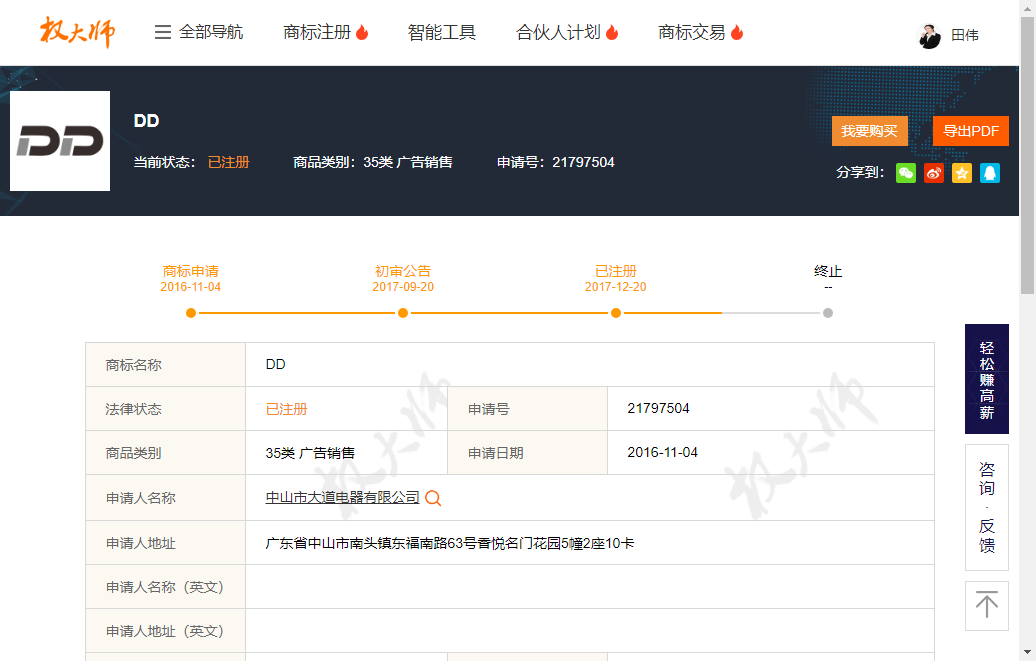 权大师 全部导航 商标注册 智能工具 合伙人计划 商标交易 田伟
DD
DD
我要购买 导出PDF
当前状态： 已注册 商品类别：35类 广告销售 申请号：21797504
分享到：
商标申请 初审公告 已注册 终止
2016-11-04 2017-09-20 2017-12-20 --
商标名称 DD
法律状态 已注册 申请号 21797504
商品类别 35类 广告销售 申请日期 2016-11-04
申请人名称 中山市大道电器有限公司
申请人地址 广东省中山市南头镇东福南路63号香悦名门花园5幢2座10卡
申请人名称（英文）
申请人地址（英文）
权大师 权大师
轻松赚高薪
咨询·反馈